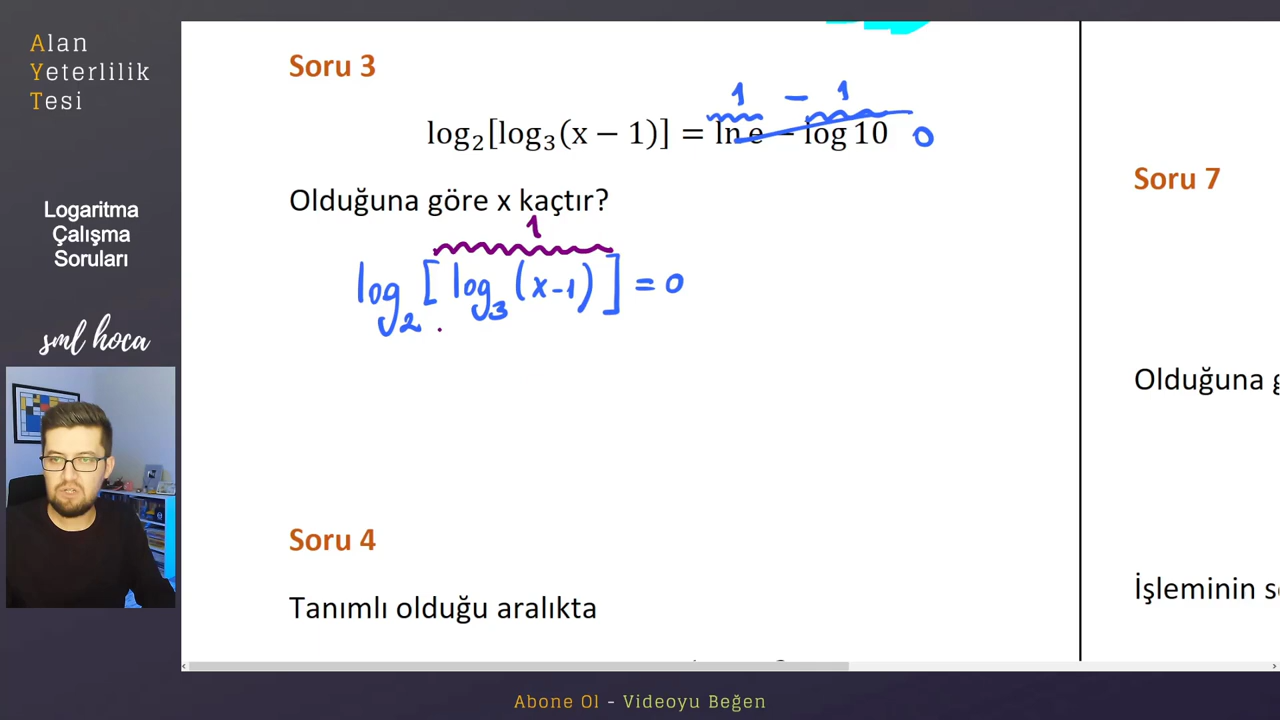 Alan
Yeterlilik
Tesi
Logaritma
Çalışma
Soruları
sml hoca
Soru 3
1 - 1
log₂[log₃(x − 1)] = ln e − log 10 0
Olduğuna göre x kaçtır?
1
log₂[log₃(x-1)] = 0
Soru 4
Tanımlı olduğu aralıkta
Soru 7
Olduğuna g
İşleminin s
Abone Ol - Videoyu Beğen